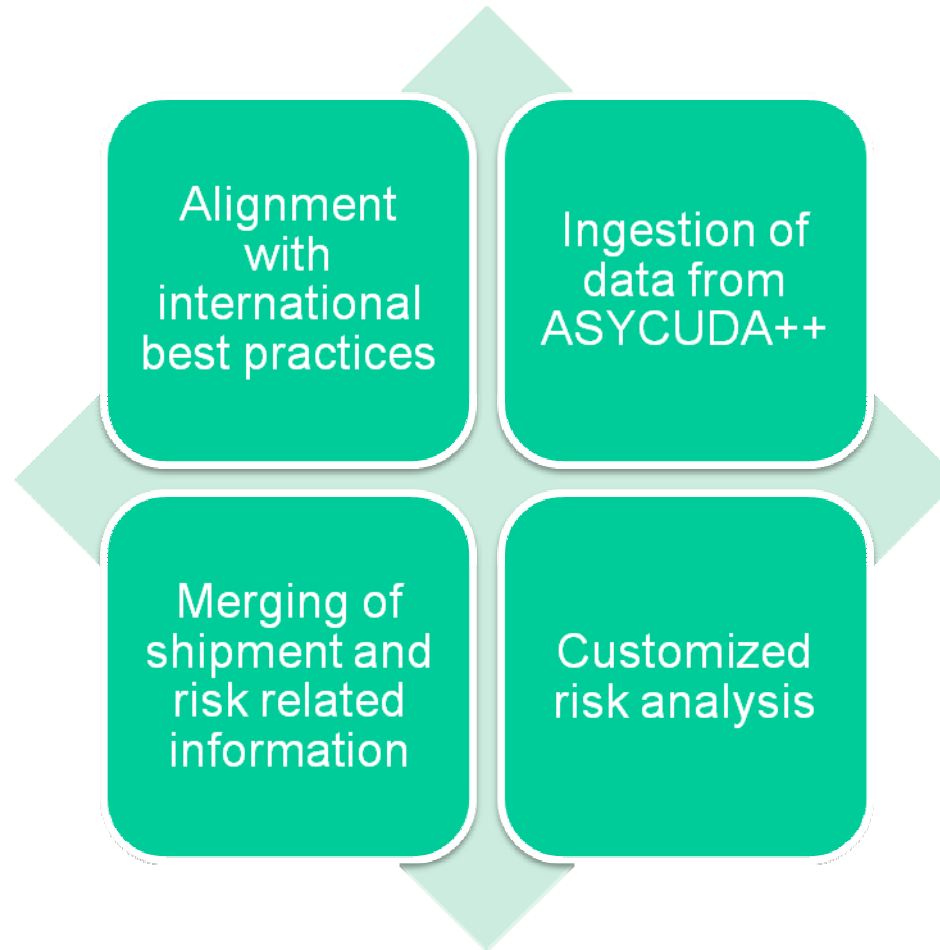 Alignment
with
international
best practices
Ingestion of
data from
ASYCUDA++
Merging of
shipment and
risk related
information
Customized
risk analysis